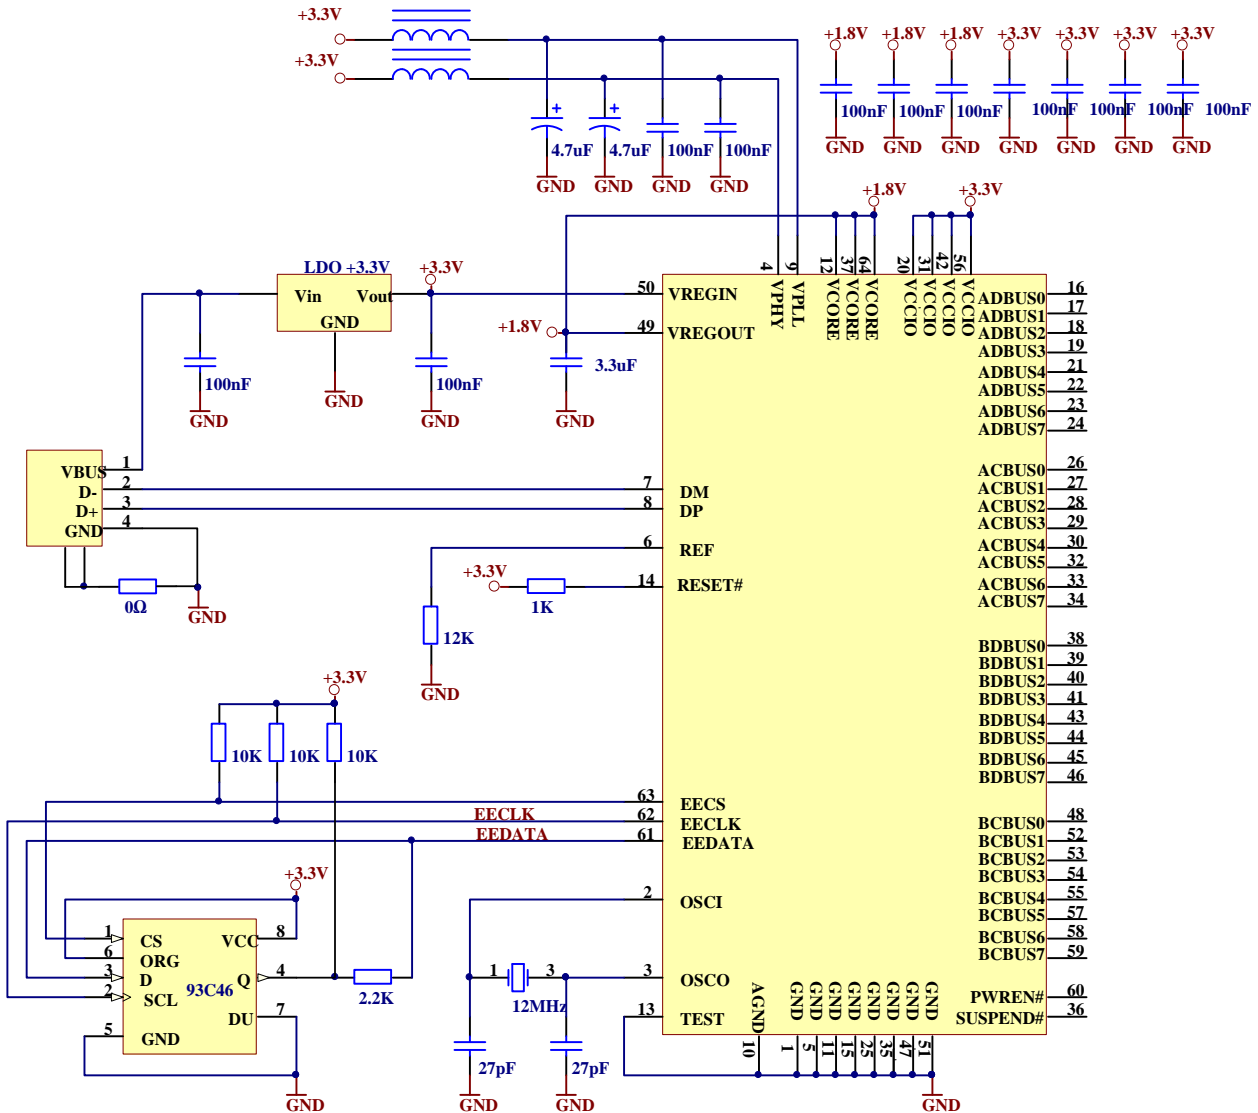 +3.3V
+3.3V
4.7uF 4.7uF 100nF 100nF
GND GND GND GND
+1.8V +1.8V +1.8V +3.3V +3.3V +3.3V +3.3V
100nF 100nF 100nF 100nF 100nF 100nF 100nF
GND GND GND GND GND GND GND
+1.8V +3.3V
4 9 12 37 64 20 31 42 56
VPHY VPLL VCORE VCORE VCORE VCCIO VCCIO VCCIO VCCIO
LDO +3.3V
Vin Vout
GND
+3.3V
100nF
GND
GND
100nF
GND
50 VREGIN
+1.8V
49 VREGOUT
3.3uF
GND
VBUS 1
D- 2
D+ 3
GND 4
0Ω
GND
7 DM
8 DP
6 REF
+3.3V
1K
14 RESET#
12K
GND
+3.3V
10K 10K 10K
63 EECS
EECLK 62 EECLK
EEDATA 61 EEDATA
+3.3V
1 CS VCC 8
6 ORG
3 D Q 4
93C46
2 SCL
DU 7
5 GND
2.2K
GND
2 OSCI
1 3
12MHz
3 OSCO
13 TEST
27pF 27pF
GND GND
AGND GND GND GND GND GND GND GND GND
10 1 5 11 15 25 35 47 51
GND
ADBUS0 16
ADBUS1 17
ADBUS2 18
ADBUS3 19
ADBUS4 21
ADBUS5 22
ADBUS6 23
ADBUS7 24
ACBUS0 26
ACBUS1 27
ACBUS2 28
ACBUS3 29
ACBUS4 30
ACBUS5 32
ACBUS6 33
ACBUS7 34
BDBUS0 38
BDBUS1 39
BDBUS2 40
BDBUS3 41
BDBUS4 43
BDBUS5 44
BDBUS6 45
BDBUS7 46
BCBUS0 48
BCBUS1 52
BCBUS2 53
BCBUS3 54
BCBUS4 55
BCBUS5 57
BCBUS6 58
BCBUS7 59
PWREN# 60
SUSPEND# 36